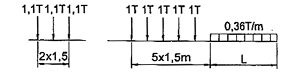 1,1T 1,1T 1,1T
1T 1T 1T 1T 1T
0,36T/m
2x1,5
5x1,5m
L